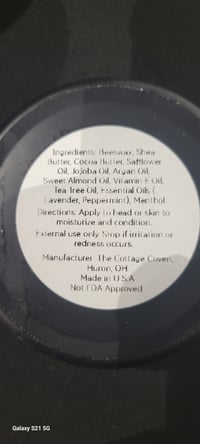 Ingredients: Beeswax, Shea
Butter, Cocoa Butter, Safflower
Oil, Jojoba Oil, Argan Oil,
Sweet Almond Oil, Vitamin E Oil,
Tea Tree Oil, Essential Oils (
Lavender, Peppermint), Menthol
Directions: Apply to head or skin to
moisturize and condition.
External use only. Stop if irritation or
redness occurs.
Manufacturer: The Cottage Coven,
Huron, OH
Made in U.S.A
Not FDA Approved
Galaxy S21 5G